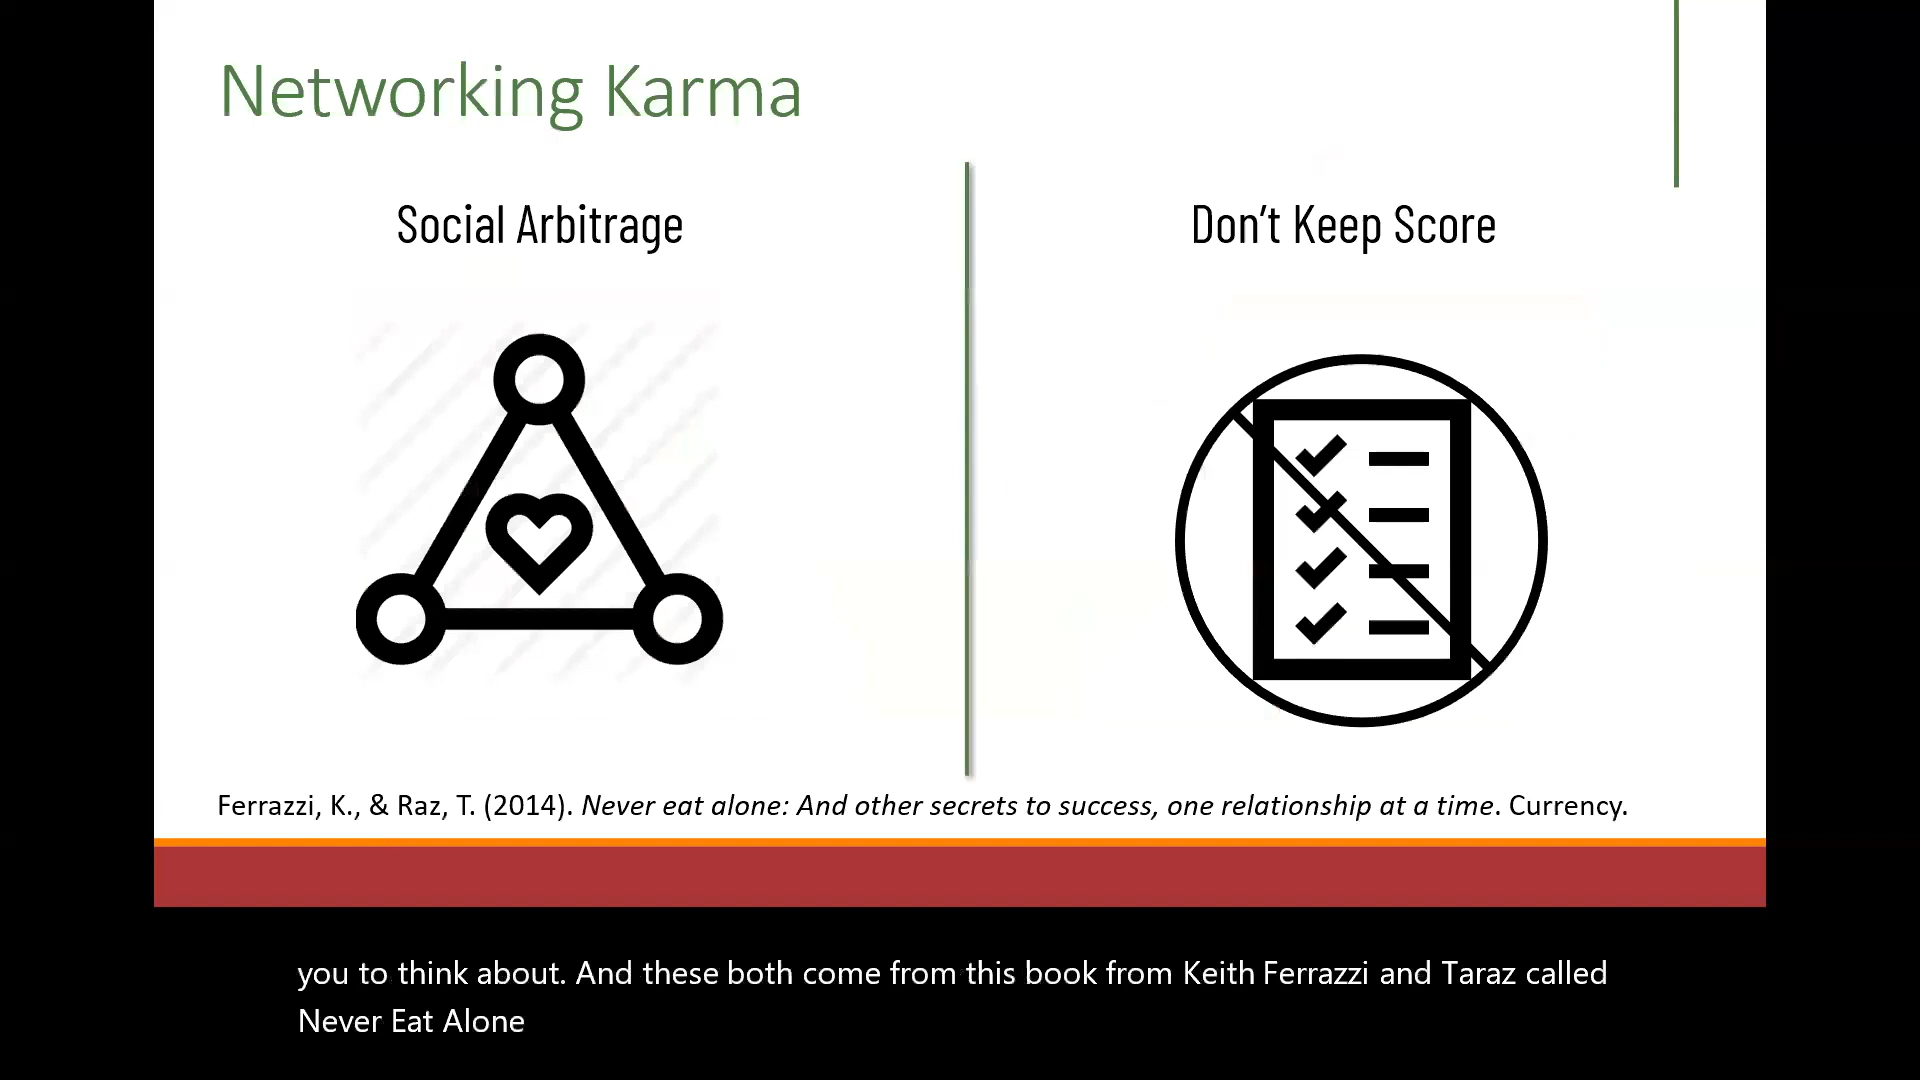 Networking Karma
Social Arbitrage
Don’t Keep Score
Ferrazzi, K., & Raz, T. (2014). Never eat alone: And other secrets to success, one relationship at a time. Currency.
you to think about. And these both come from this book from Keith Ferrazzi and Taraz called
Never Eat Alone